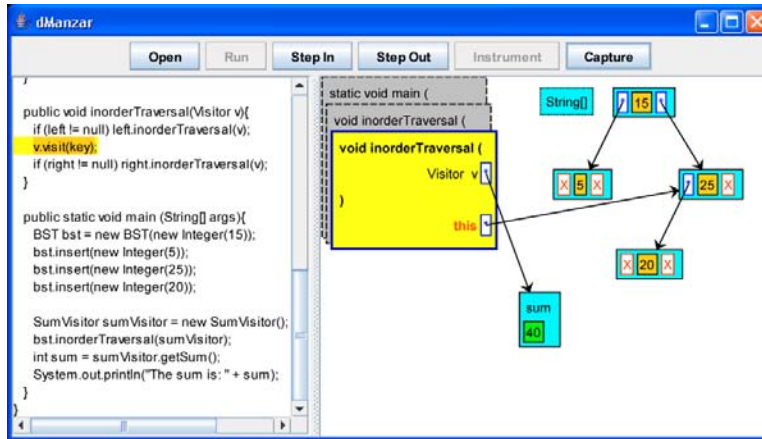 dManzar
Open Run Step In Step Out Instrument Capture
}
public void inorderTraversal(Visitor v){
if (left != null) left.inorderTraversal(v);
v.visit(key);
if (right != null) right.inorderTraversal(v);
}
public static void main (String[] args){
BST bst = new BST(new Integer(15));
bst.insert(new Integer(5));
bst.insert(new Integer(25));
bst.insert(new Integer(20));
SumVisitor sumVisitor = new SumVisitor();
bst.inorderTraversal(sumVisitor);
int sum = sumVisitor.getSum();
System.out.println("The sum is: " + sum);
}
}
static void main (
void inorderTraversal (
void inorderTraversal (
Visitor v
)
this
String[]
15
X 5 X
25 X
X 20 X
sum
40